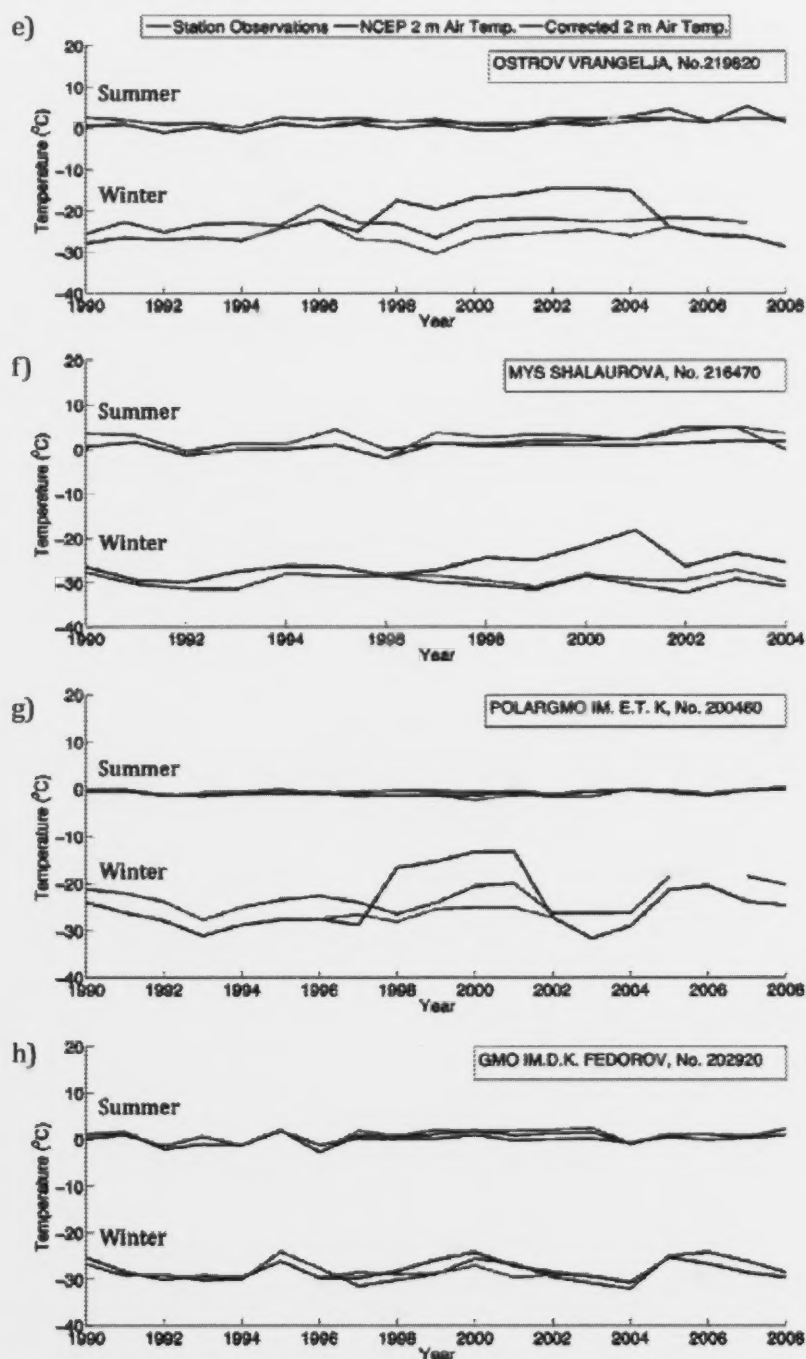 e)
Station Observations NCEP 2 m Air Temp. Corrected 2 m Air Temp.
OSTROV VRANGELJA, No.219820
Summer
Winter
Temperature (°C)
20
10
0
−10
−20
−30
−40
1990 1992 1994 1996 1998 2000 2002 2004 2006 2008
Year
f)
MYS SHALAUROVA, No. 216470
Summer
Winter
Temperature (°C)
20
10
0
−10
−20
−30
−40
1990 1992 1994 1996 1998 2000 2002 2004
Year
g)
POLARGMO IM. E.T. K, No. 200460
Summer
Winter
Temperature (°C)
20
10
0
−10
−20
−30
−40
1990 1992 1994 1996 1998 2000 2002 2004 2006 2008
Year
h)
GMO IM.D.K. FEDOROV, No. 202920
Summer
Winter
Temperature (°C)
20
10
0
−10
−20
−30
−40
1990 1992 1994 1996 1998 2000 2002 2004 2006 2008
Year